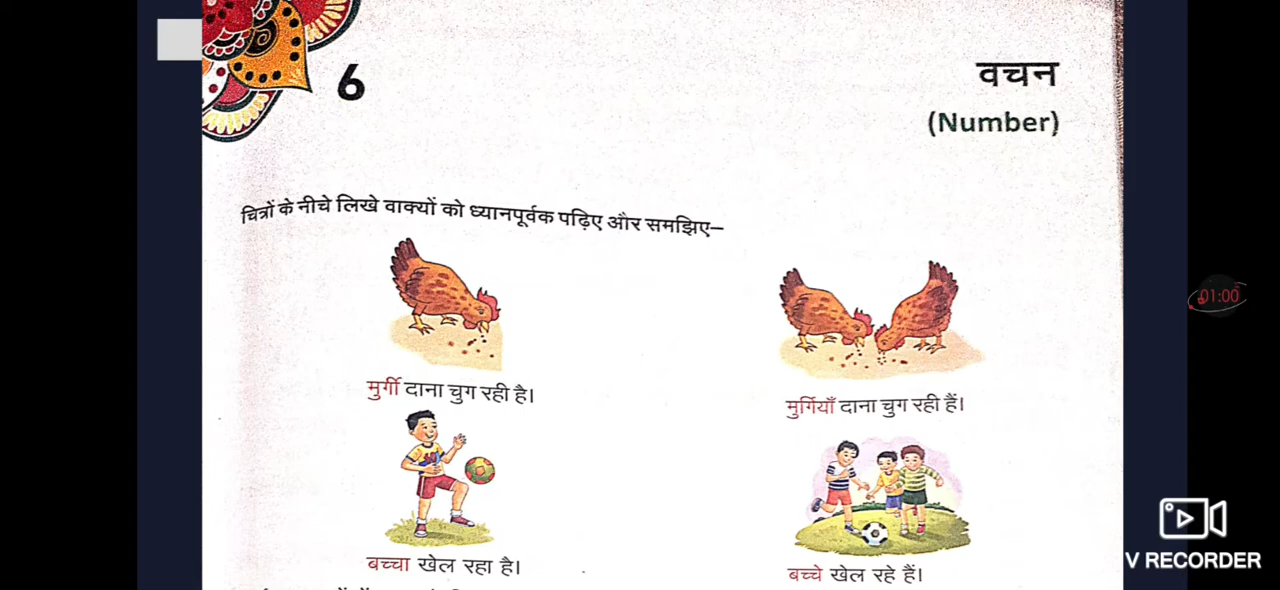 6
वचन
(Number)
चित्रों के नीचे लिखे वाक्यों को ध्यानपूर्वक पढ़िए और समझिए–
मुर्गी दाना चुग रही है।
मुर्गियाँ दाना चुग रही हैं।
बच्चा खेल रहा है।
बच्चे खेल रहे हैं।
01:00
V RECORDER